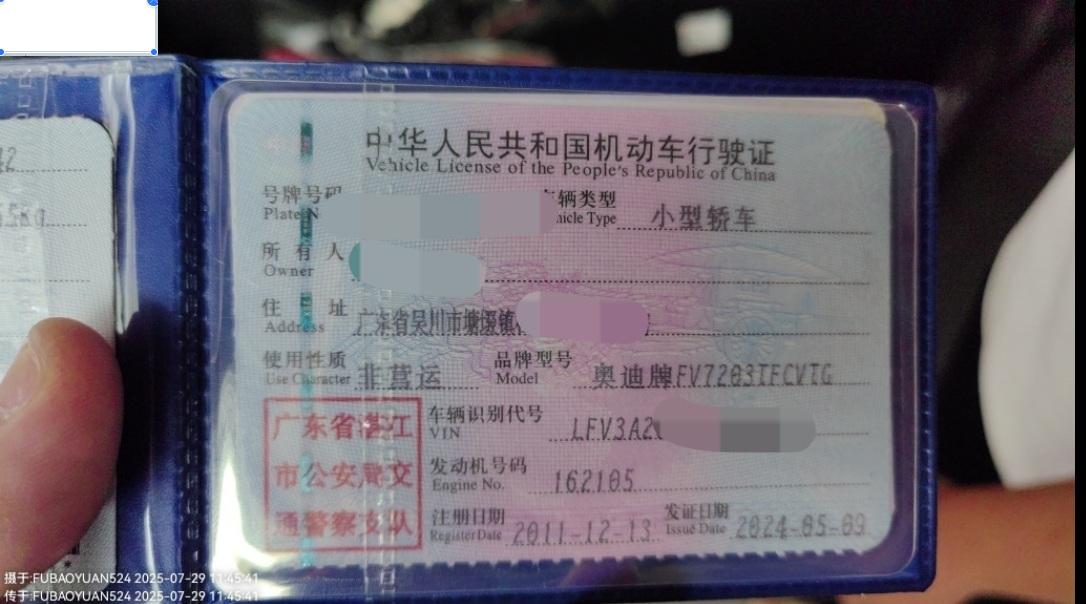 42
55Kg
中华人民共和国机动车行驶证
Vehicle License of the People's Republic of China
号牌号码 车辆类型 小型轿车
Plate N hicle Type
所有人
Owner
住址 广东省吴川市塘㙍镇
Address
使用性质 非营运 品牌型号 奥迪牌FV7203TFCVTG
Use Character Model
广东省湛江 车辆识别代号 LFV3A2
VIN
市公安局交 发动机号码 162105
Engine No.
通警察支队 注册日期 2011-12-13 发证日期 2024-05-09
Register Date Issue Date
摄于:FUBAOYUAN524 2025-07-29 11:45:41
传于:FUBAOYUAN524 2025-07-29 11:45:41